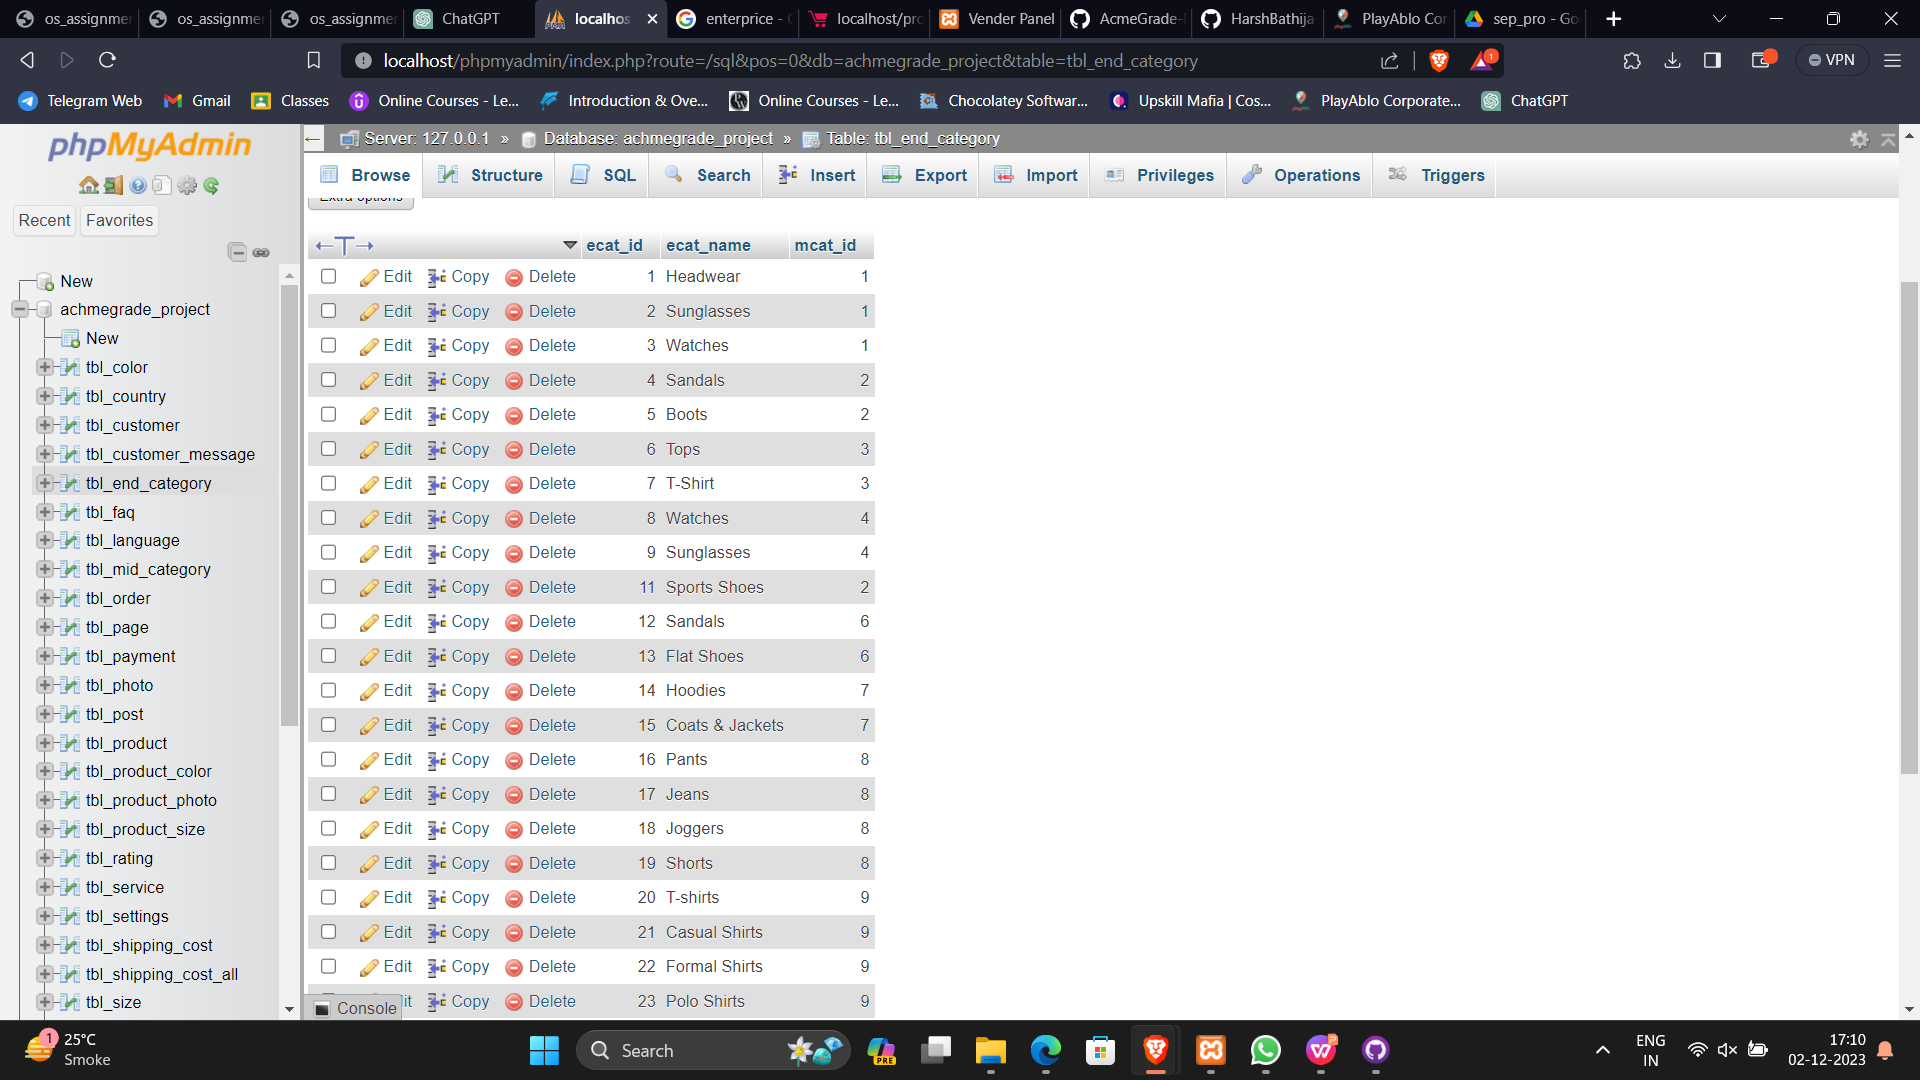 os_assignmer
os_assignmer
os_assignmer
ChatGPT
localhos
enterprice - G
localhost/pro
Vender Panel
AcmeGrade-
HarshBathija
PlayAblo Cor
sep_pro - Go
localhost/phpmyadmin/index.php?route=/sql&pos=0&db=achmegrade_project&table=tbl_end_category
1
VPN
Telegram Web
Gmail
Classes
Online Courses - Le...
Introduction & Ove...
Online Courses - Le...
Chocolatey Softwar...
Upskill Mafia | Cos...
PlayAblo Corporate...
ChatGPT
phpMyAdmin
Recent
Favorites
New
achmegrade_project
New
tbl_color
tbl_country
tbl_customer
tbl_customer_message
tbl_end_category
tbl_faq
tbl_language
tbl_mid_category
tbl_order
tbl_page
tbl_payment
tbl_photo
tbl_post
tbl_product
tbl_product_color
tbl_product_photo
tbl_product_size
tbl_rating
tbl_service
tbl_settings
tbl_shipping_cost
tbl_shipping_cost_all
tbl_size
Server: 127.0.0.1 » Database: achmegrade_project » Table: tbl_end_category
Browse Structure SQL Search Insert Export Import Privileges Operations Triggers
Extra options
ecat_id ecat_name mcat_id
Edit Copy Delete 1 Headwear 1
Edit Copy Delete 2 Sunglasses 1
Edit Copy Delete 3 Watches 1
Edit Copy Delete 4 Sandals 2
Edit Copy Delete 5 Boots 2
Edit Copy Delete 6 Tops 3
Edit Copy Delete 7 T-Shirt 3
Edit Copy Delete 8 Watches 4
Edit Copy Delete 9 Sunglasses 4
Edit Copy Delete 11 Sports Shoes 2
Edit Copy Delete 12 Sandals 6
Edit Copy Delete 13 Flat Shoes 6
Edit Copy Delete 14 Hoodies 7
Edit Copy Delete 15 Coats & Jackets 7
Edit Copy Delete 16 Pants 8
Edit Copy Delete 17 Jeans 8
Edit Copy Delete 18 Joggers 8
Edit Copy Delete 19 Shorts 8
Edit Copy Delete 20 T-shirts 9
Edit Copy Delete 21 Casual Shirts 9
Edit Copy Delete 22 Formal Shirts 9
Copy Delete 23 Polo Shirts 9
Console
1
25°C
Smoke
Search
PRE
ENG
IN
17:10
02-12-2023